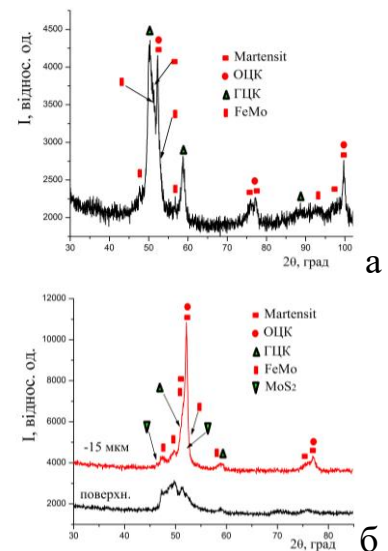 4500
4000
3500
3000
2500
2000
I, віднос. од.
Martensit
ОЦК
ГЦК
FeMo
30 40 50 60 70 80 90 100
2θ, град
а
12000
10000
8000
6000
4000
2000
I, віднос. од.
Martensit
ОЦК
ГЦК
FeMo
MoS2
-15 мкм
поверхн.
30 40 50 60 70 80
2θ, град
б